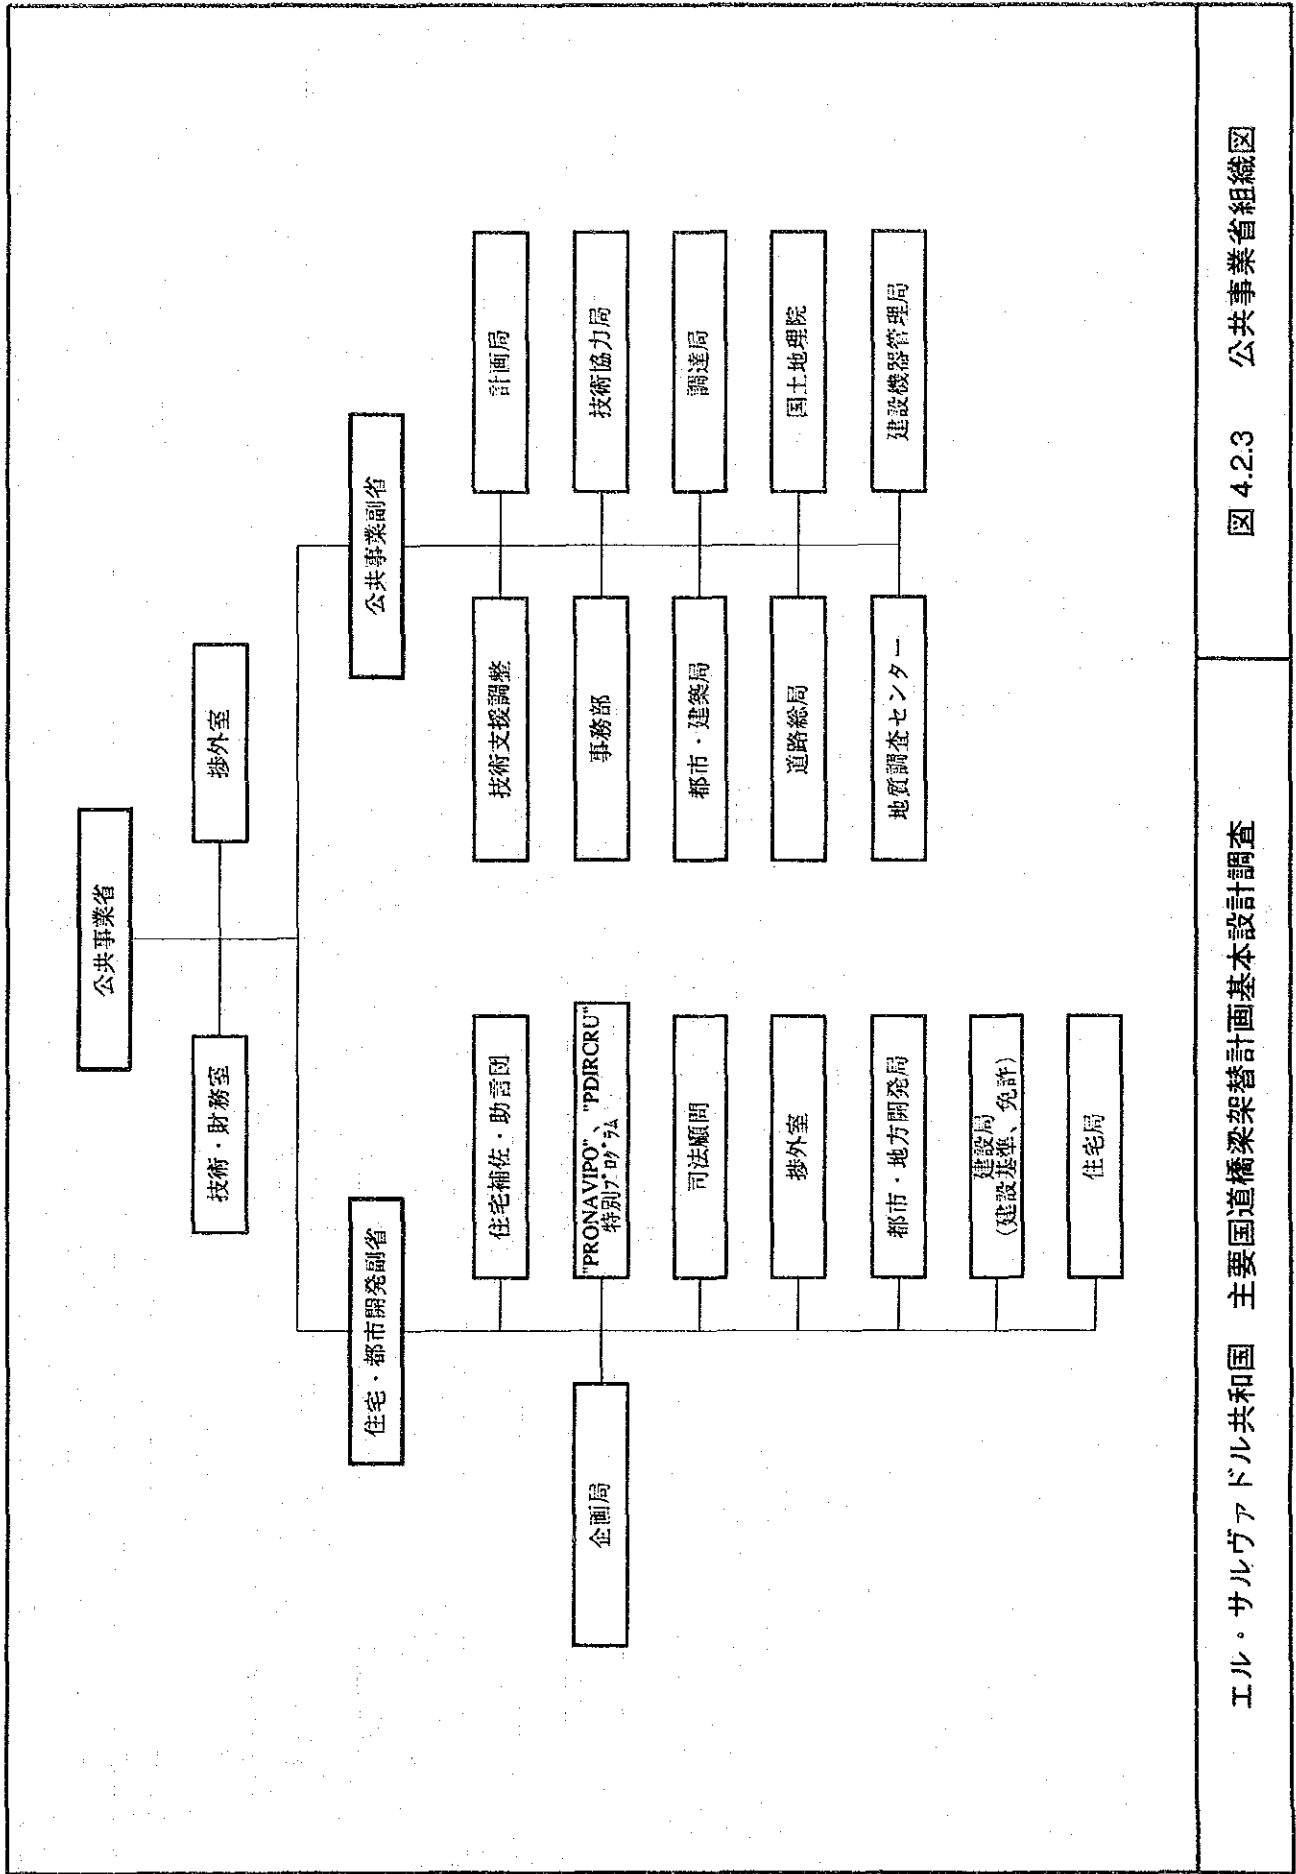 公共事業省
技術・財務室
捗外室
住宅・都市開発副省
公共事業副省
企画局
住宅補佐・助言団
"PRONAVIPO"、"PDIRCRU"
特別プログラム
司法顧問
捗外室
都市・地方開発局
建設局
(建設基準、免許)
住宅局
技術支援調整
計画局
事務部
技術協力局
都市・建築局
調達局
道路総局
国土地理院
地質調査センター
建設機器管理局
エル・サルヴァドル共和国 主要国道橋梁架替計画基本設計調査
図 4.2.3 公共事業省組織図